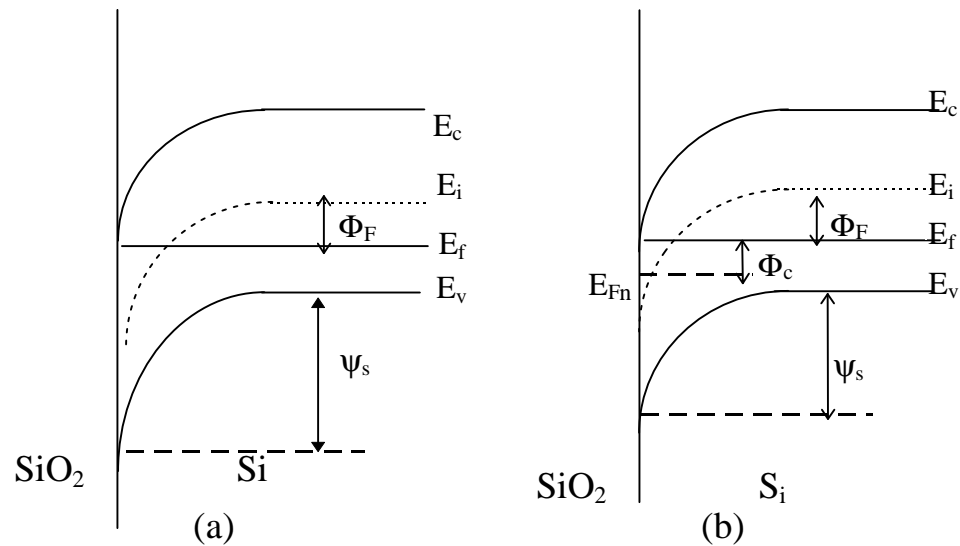 E_c
E_i
Φ_F
E_f
E_v
ψ_s
SiO_2
Si
(a)
E_c
E_i
Φ_F
E_f
Φ_c
E_Fn
E_v
ψ_s
SiO_2
S_i
(b)